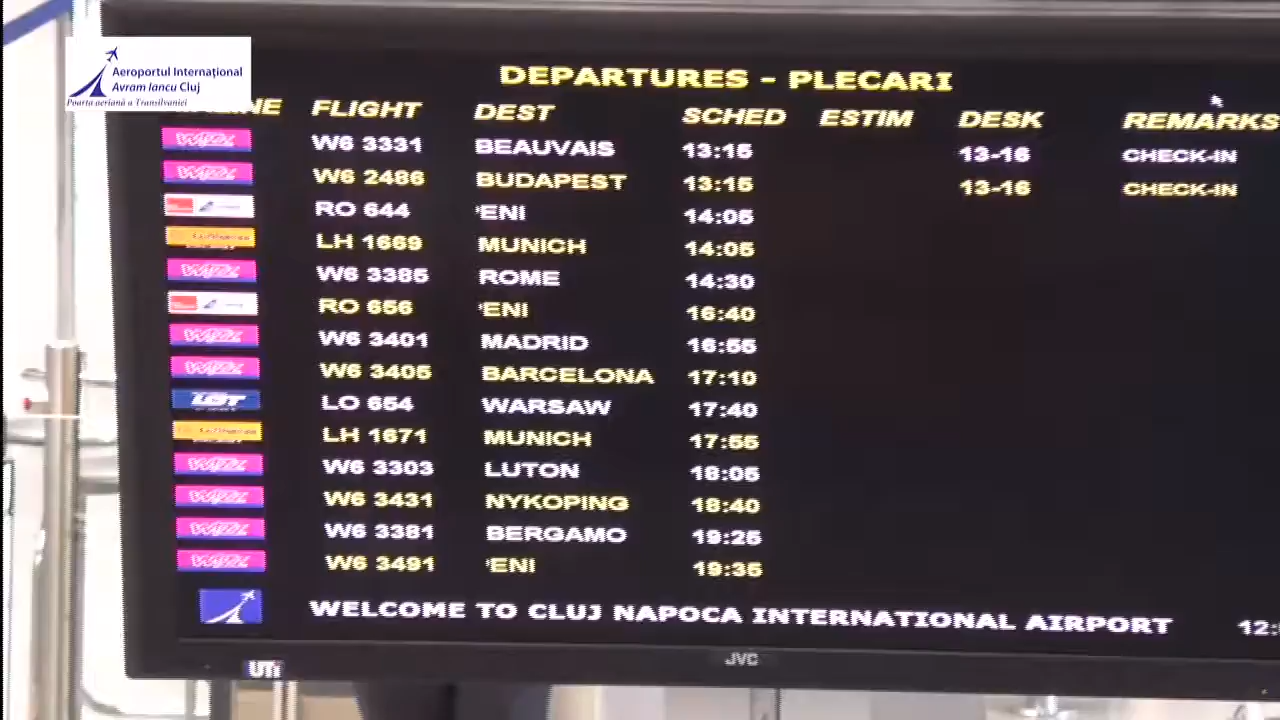 Aeroportul Internațional
Avram Iancu Cluj
Poarta aeriană a Transilvaniei
DEPARTURES - PLECARI
FLIGHT DEST SCHED ESTIM DESK REMARKS
W6 3331 BEAUVAIS 13:15 13-16 CHECK-IN
W6 2486 BUDAPEST 13:15 13-16 CHECK-IN
RO 644 'ENI 14:05
LH 1669 MUNICH 14:05
W6 3385 ROME 14:30
RO 656 'ENI 16:40
W6 3401 MADRID 16:55
W6 3405 BARCELONA 17:10
LOT LO 654 WARSAW 17:40
LH 1671 MUNICH 17:55
W6 3303 LUTON 18:05
W6 3431 NYKOPING 18:40
W6 3381 BERGAMO 19:25
W6 3491 'ENI 19:35
WELCOME TO CLUJ NAPOCA INTERNATIONAL AIRPORT 12:
UTi JVC